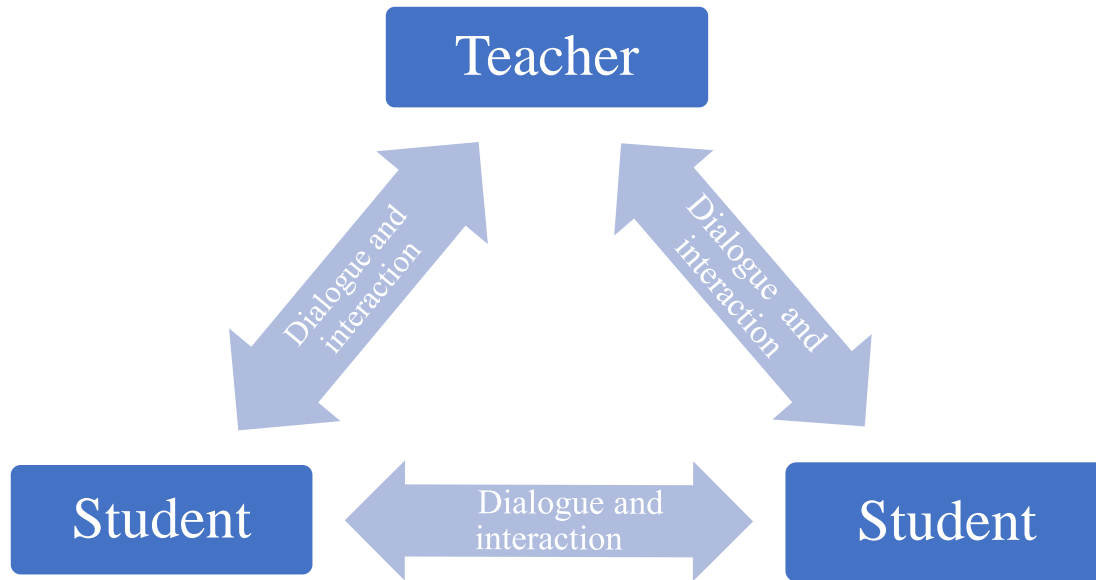 Teacher
Dialogue and
interaction
Dialogue and
interaction
Student
Dialogue and
interaction
Student